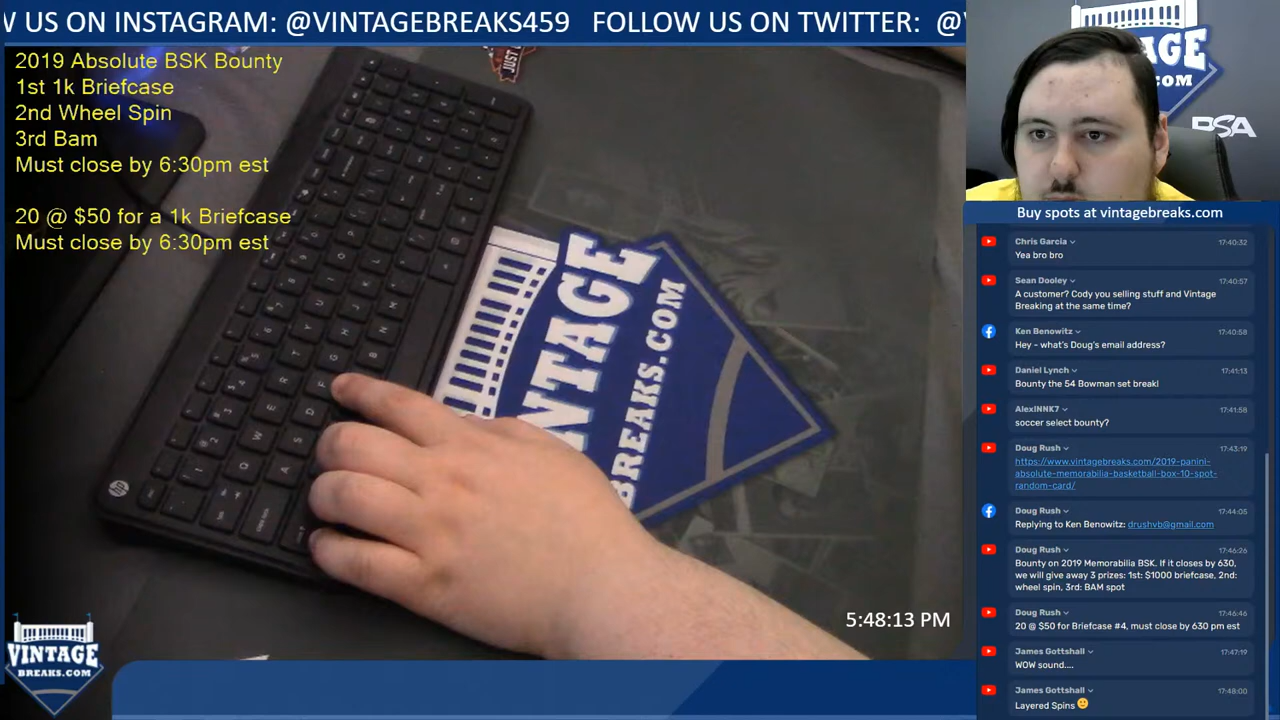 W US ON INSTAGRAM: @VINTAGEBREAKS459 FOLLOW US ON TWITTER: @V
2019 Absolute BSK Bounty
1st 1k Briefcase
2nd Wheel Spin
3rd Bam
Must close by 6:30pm est
20 @ $50 for a 1k Briefcase
Must close by 6:30pm est
JUST
VINTAGE
BREAKS.COM
5:48:13 PM
VINTAGE
BREAKS.COM
hp
BSA
Buy spots at vintagebreaks.com
Chris Garcia 17:40:32
Yea bro bro
Sean Dooley 17:40:57
A customer? Cody you selling stuff and Vintage
Breaking at the same time?
Ken Benowitz 17:40:58
Hey - what's Doug's email address?
Daniel Lynch 17:41:13
Bounty the 54 Bowman set break!
AlexINNK7 17:41:58
soccer select bounty?
Doug Rush 17:43:19
https://www.vintagebreaks.com/2019-panini-
absolute-memorabilia-basketball-box-10-spot-
random-card/
Doug Rush 17:44:05
Replying to Ken Benowitz: drushvb@gmail.com
Doug Rush 17:46:26
Bounty on 2019 Memorabilia BSK. If it closes by 630,
we will give away 3 prizes: 1st: $1000 briefcase, 2nd:
wheel spin, 3rd: BAM spot
Doug Rush 17:46:46
20 @ $50 for Briefcase #4, must close by 630 pm est
James Gottshall 17:47:19
WOW sound....
James Gottshall 17:48:00
Layered Spins 🙂